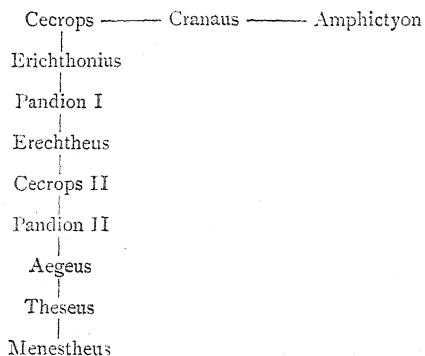 Cecrops — Cranaus — Amphictyon
Erichthonius
Pandion I
Erechtheus
Cecrops II
Pandion II
Aegeus
Theseus
Menestheus